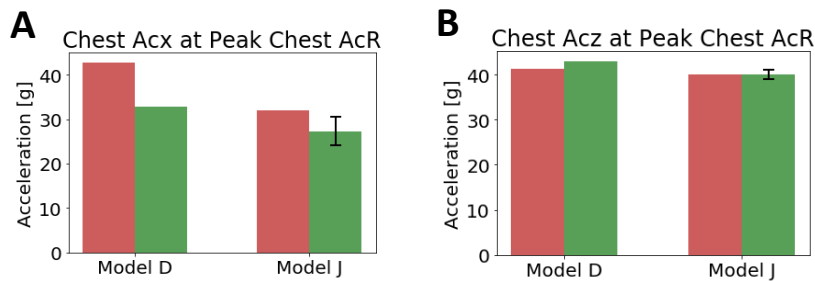 A
Chest Acx at Peak Chest AcR
Acceleration [g]
40
30
20
10
0
Model D
Model J
B
Chest Acz at Peak Chest AcR
Acceleration [g]
40
30
20
10
0
Model D
Model J